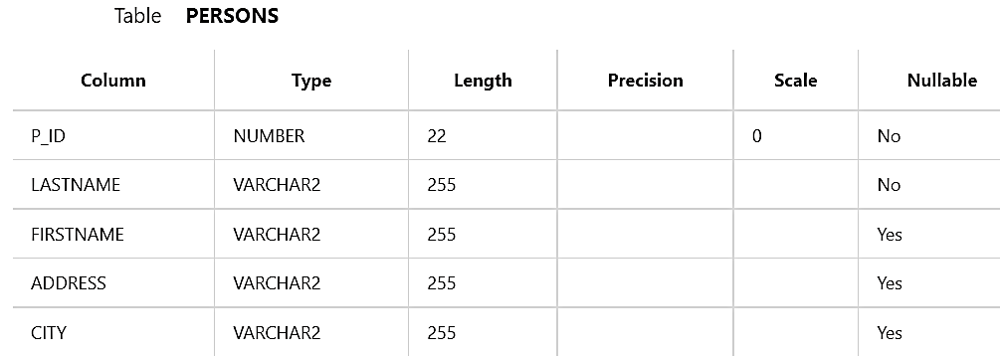 Table PERSONS
Column Type Length Precision Scale Nullable
P_ID NUMBER 22 0 No
LASTNAME VARCHAR2 255 No
FIRSTNAME VARCHAR2 255 Yes
ADDRESS VARCHAR2 255 Yes
CITY VARCHAR2 255 Yes